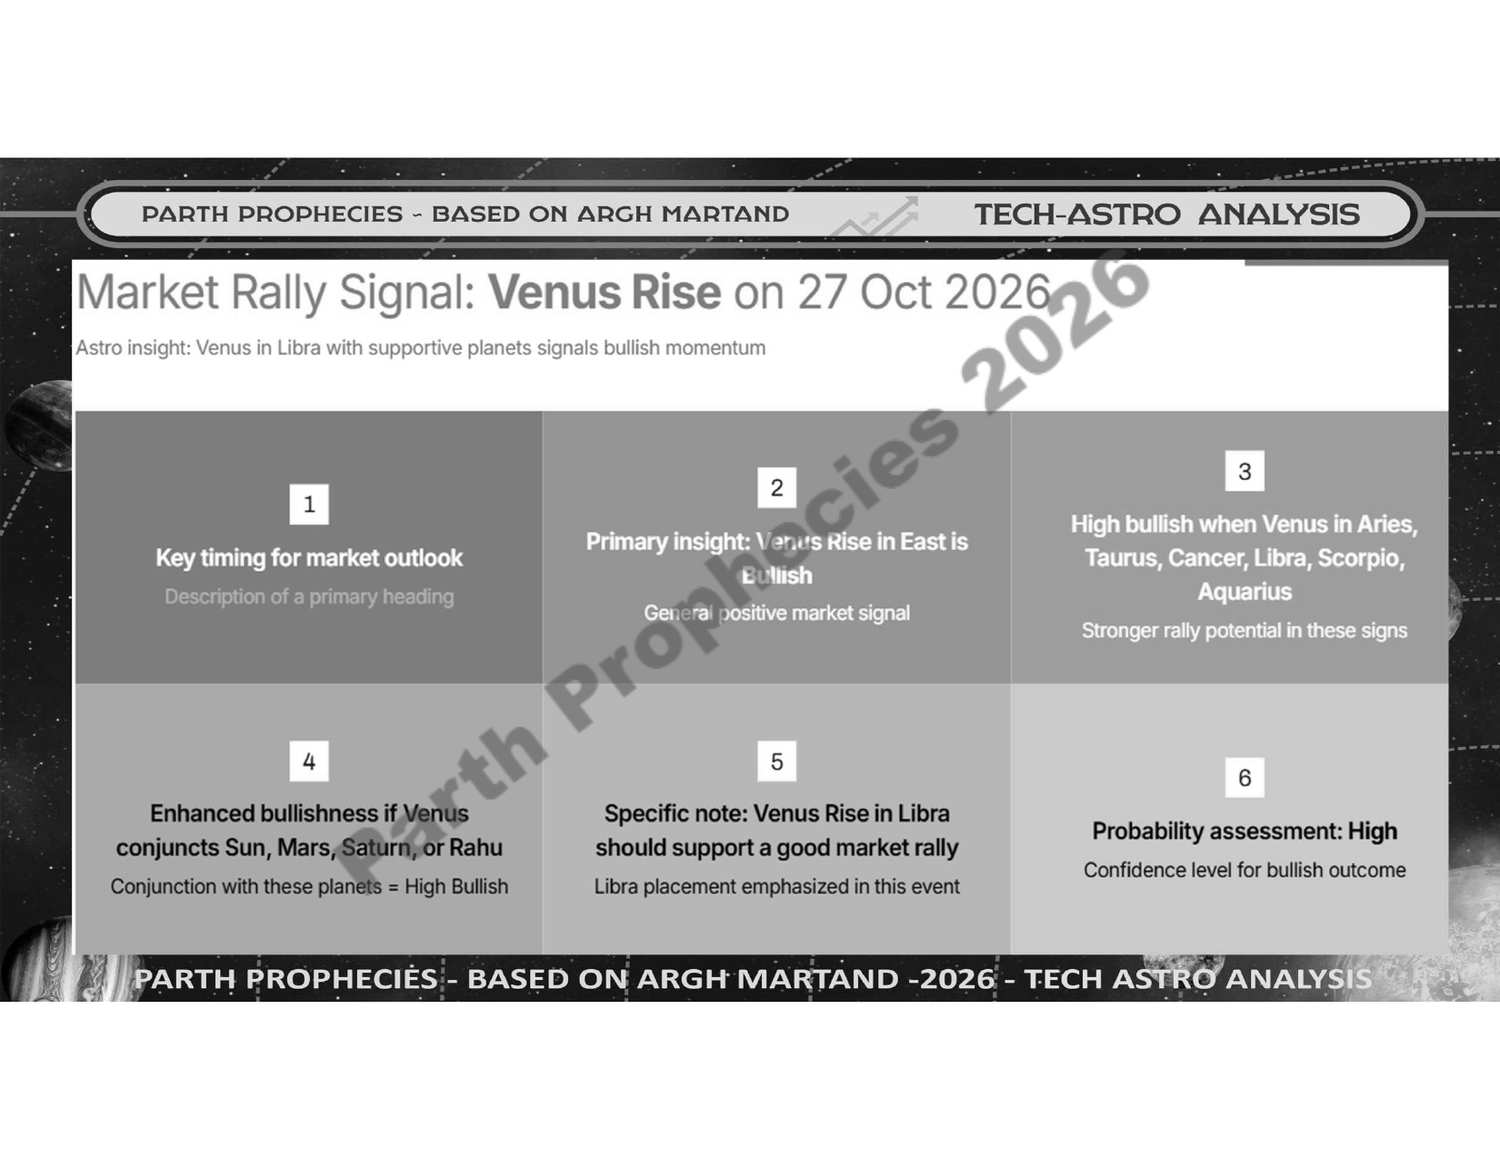 PARTH PROPHECIES - BASED ON ARGH MARTAND
TECH-ASTRO ANALYSIS
Market Rally Signal: Venus Rise on 27 Oct 2026
Astro insight: Venus in Libra with supportive planets signals bullish momentum
1
Key timing for market outlook
Description of a primary heading
2
Primary insight: Venus Rise in East is
Bullish
General positive market signal
3
High bullish when Venus in Aries,
Taurus, Cancer, Libra, Scorpio,
Aquarius
Stronger rally potential in these signs
4
Enhanced bullishness if Venus
conjuncts Sun, Mars, Saturn, or Rahu
Conjunction with these planets = High Bullish
5
Specific note: Venus Rise in Libra
should support a good market rally
Libra placement emphasized in this event
6
Probability assessment: High
Confidence level for bullish outcome
Parth Prophecies 2026
PARTH PROPHECIES - BASED ON ARGH MARTAND -2026 - TECH ASTRO ANALYSIS